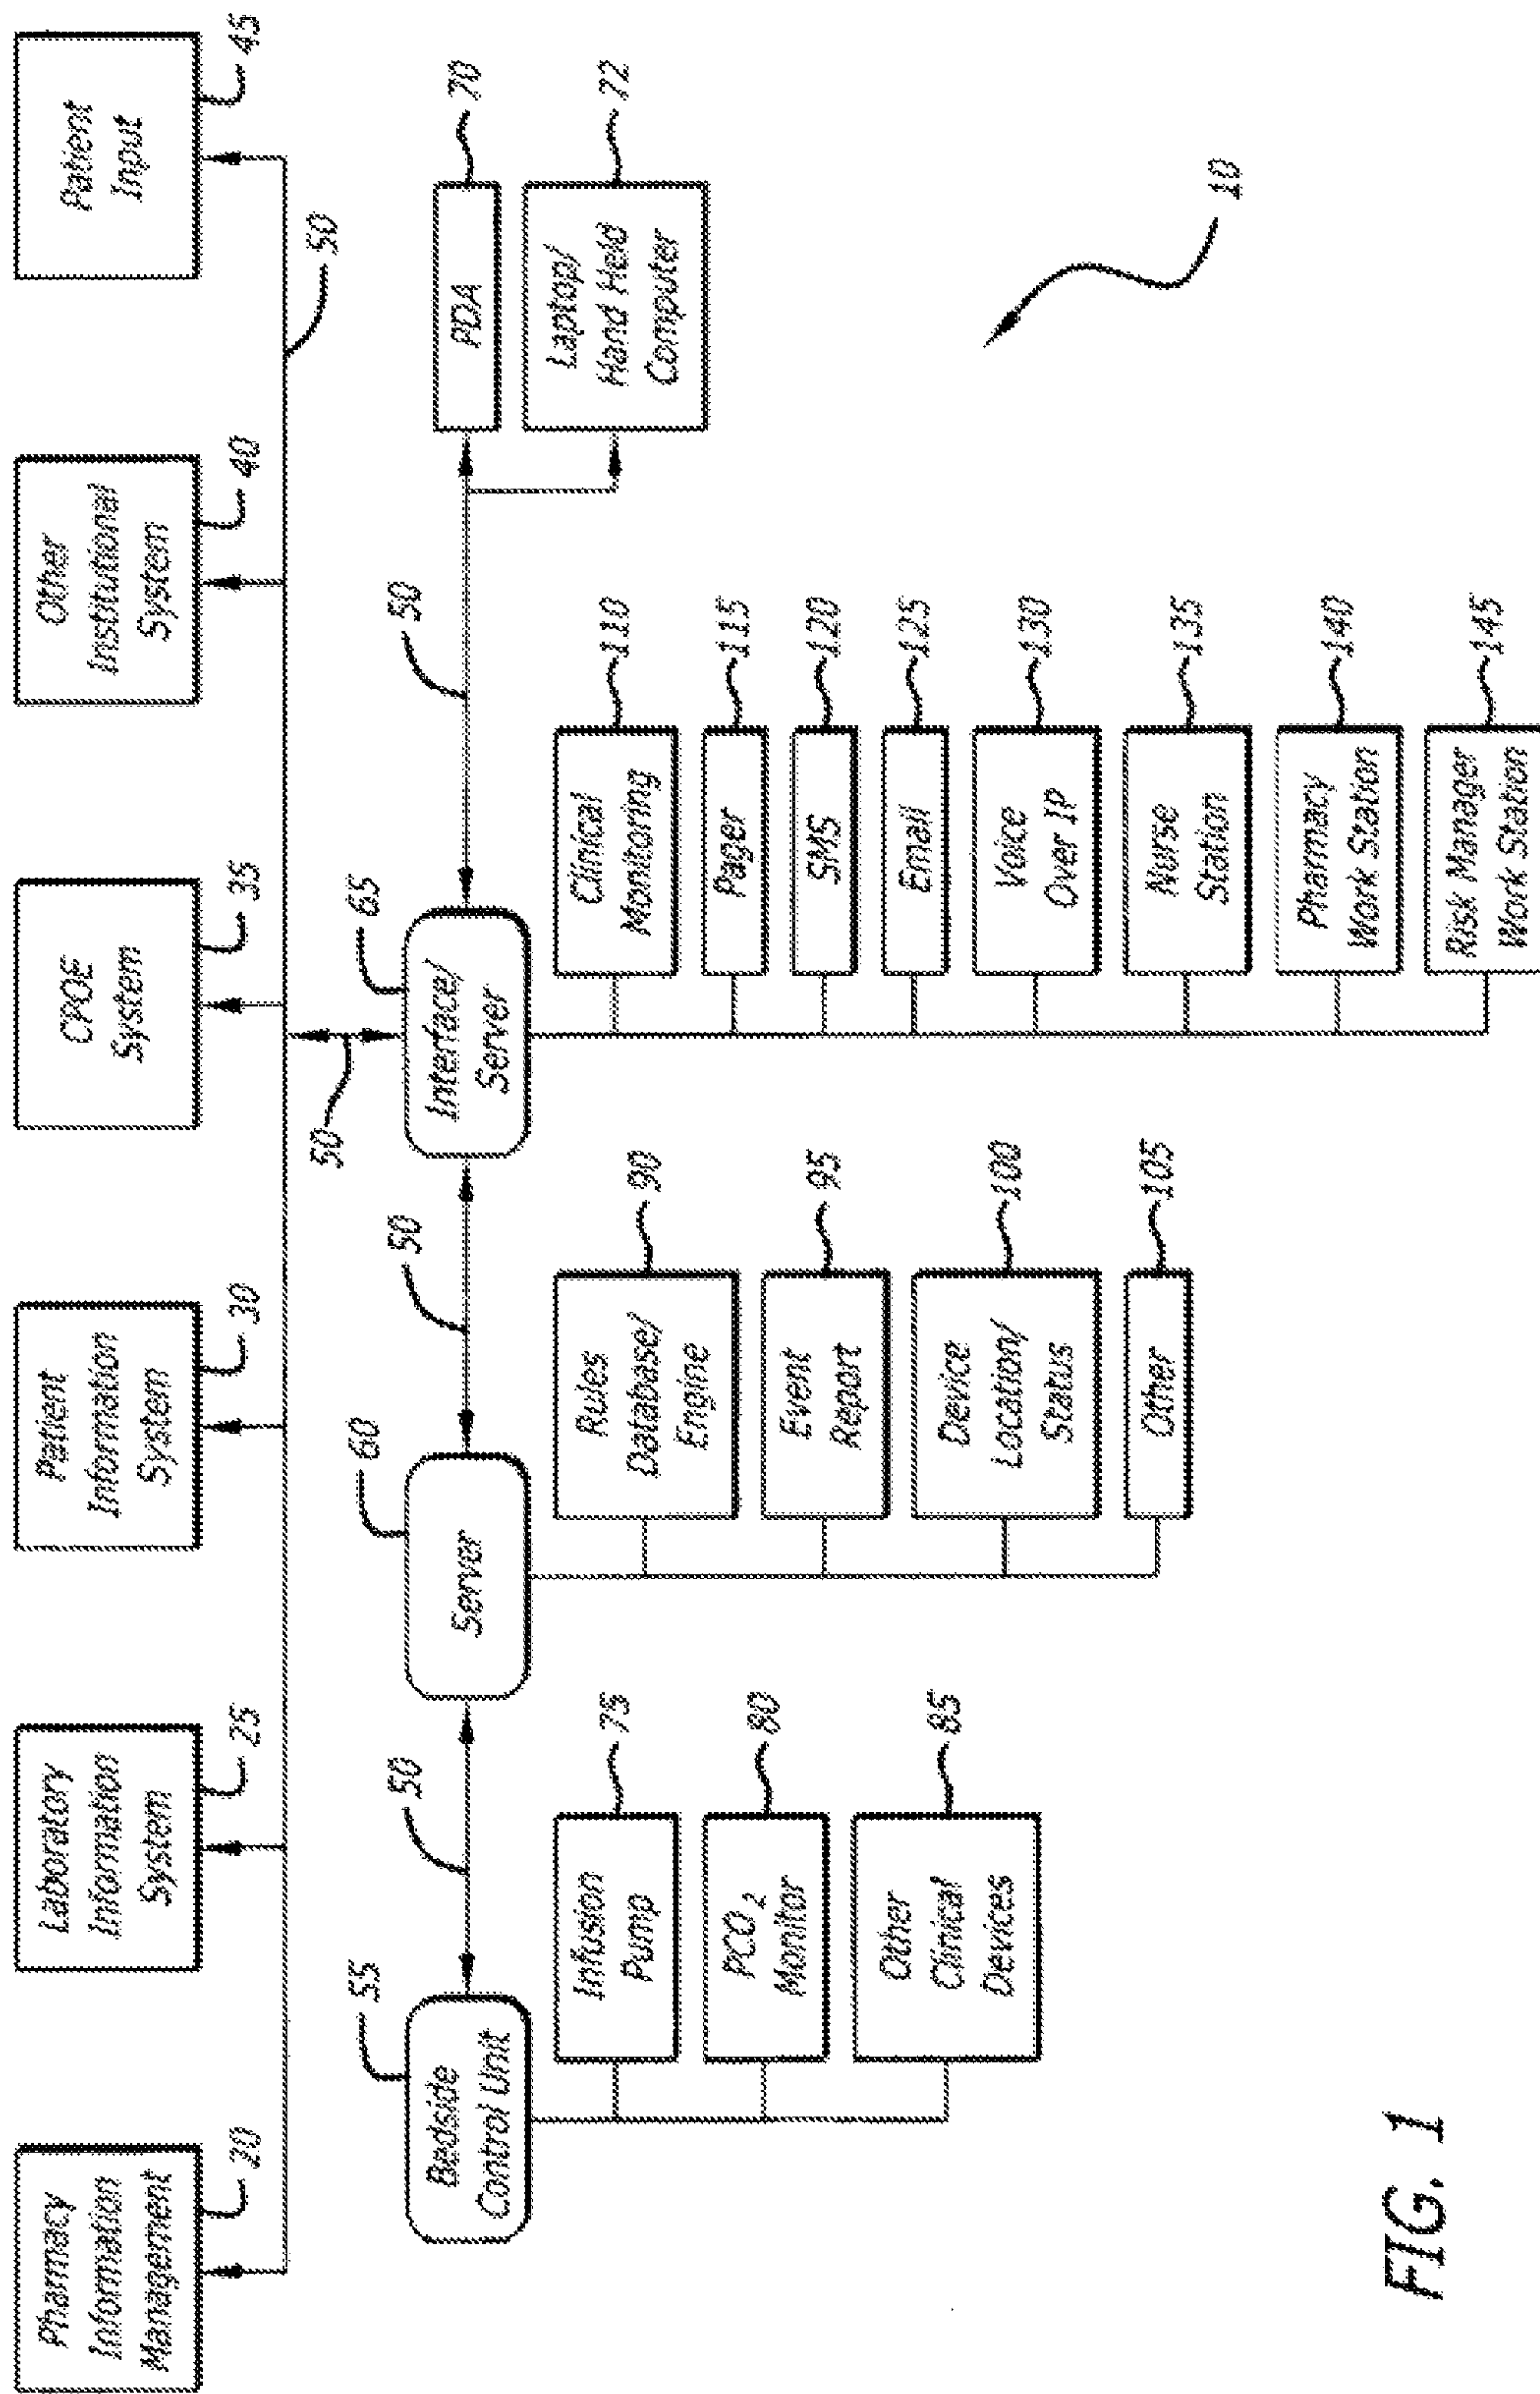 Pharmacy
Information
Management
20
Laboratory
Information
System
25
Patient
Information
System
30
CPOE
System
35
Other
Institutional
System
40
Patient
Input
45
50
50
Bedside
Control Unit
55
50
Server
60
50
Interface/
Server
65
50
PDA
70
Laptop/
Hand Held
Computer
72
Infusion
Pump
75
PCO2
Monitor
80
Other
Clinical
Devices
85
Rules
Database/
Engine
90
Event
Report
95
Device
Location/
Status
100
Other
105
Clinical
Monitoring
110
Pager
115
SMS
120
Email
125
Voice
Over IP
130
Nurse
Station
135
Pharmacy
Work Station
140
Risk Manager
Work Station
145
10
FIG. 1